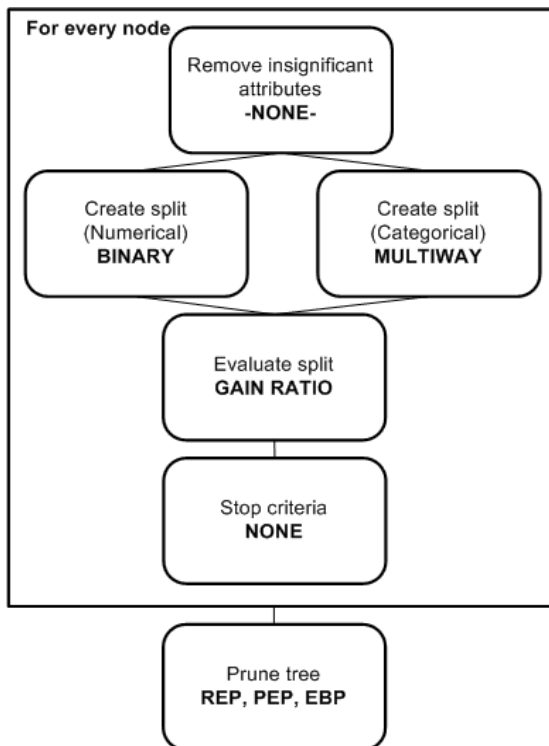 For every node
Remove insignificant
attributes
-NONE-
Create split
(Numerical)
BINARY
Create split
(Categorical)
MULTIWAY
Evaluate split
GAIN RATIO
Stop criteria
NONE
Prune tree
REP, PEP, EBP